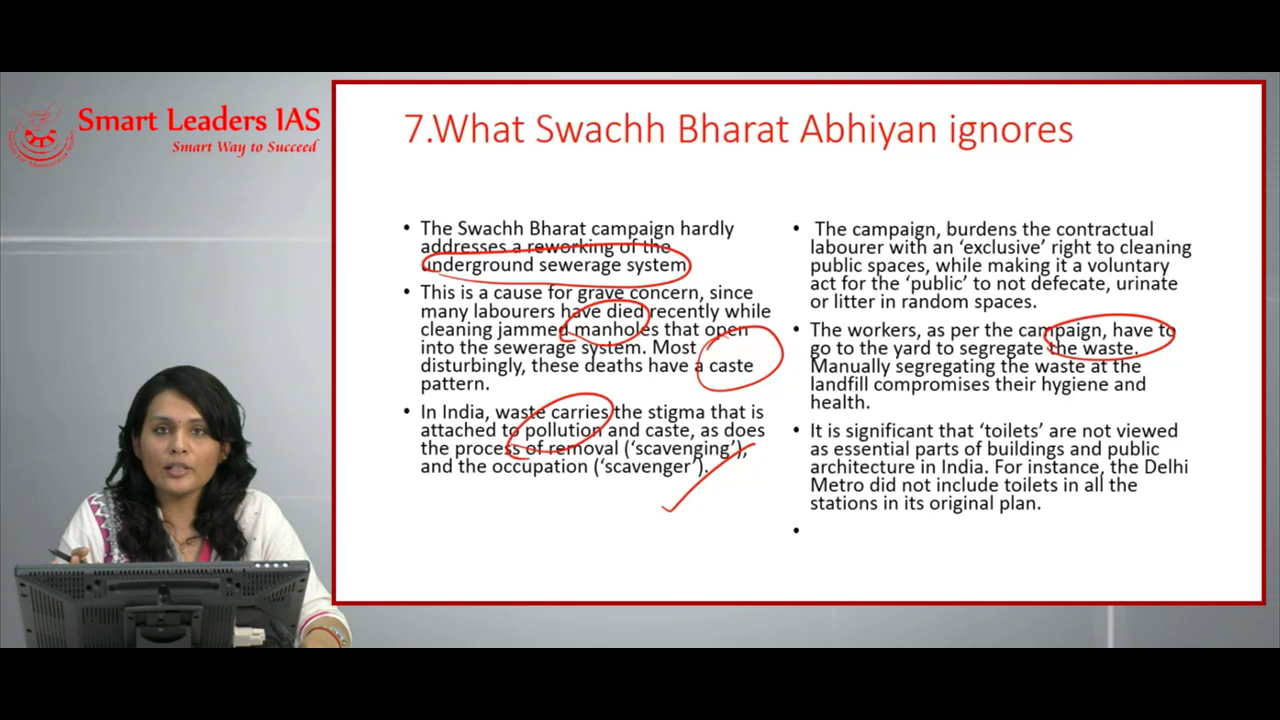 Smart Leaders IAS
Smart Way to Succeed
7.What Swachh Bharat Abhiyan ignores
• The Swachh Bharat campaign hardly
addresses a reworking of the
underground sewerage system
• This is a cause for grave concern, since
many labourers have died recently while
cleaning jammed manholes that open
into the sewerage system. Most
disturbingly, these deaths have a caste
pattern.
• In India, waste carries the stigma that is
attached to pollution and caste, as does
the process of removal (‘scavenging’),
and the occupation (‘scavenger’).
• The campaign, burdens the contractual
labourer with an ‘exclusive’ right to cleaning
public spaces, while making it a voluntary
act for the ‘public’ to not defecate, urinate
or litter in random spaces.
• The workers, as per the campaign, have to
go to the yard to segregate the waste.
Manually segregating the waste at the
landfill compromises their hygiene and
health.
• It is significant that ‘toilets’ are not viewed
as essential parts of buildings and public
architecture in India. For instance, the Delhi
Metro did not include toilets in all the
stations in its original plan.
•